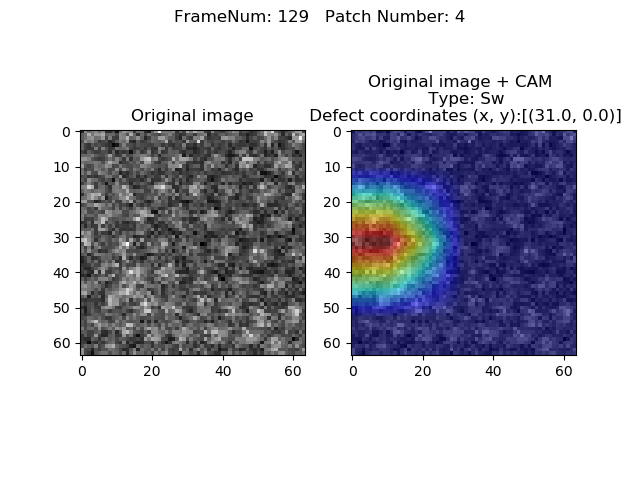 FrameNum: 129   Patch Number: 4
Original image
Original image + CAM
Type: Sw
Defect coordinates (x, y):[(31.0, 0.0)]
0
10
20
30
40
50
60
0 20 40 60
0
10
20
30
40
50
60
0 20 40 60